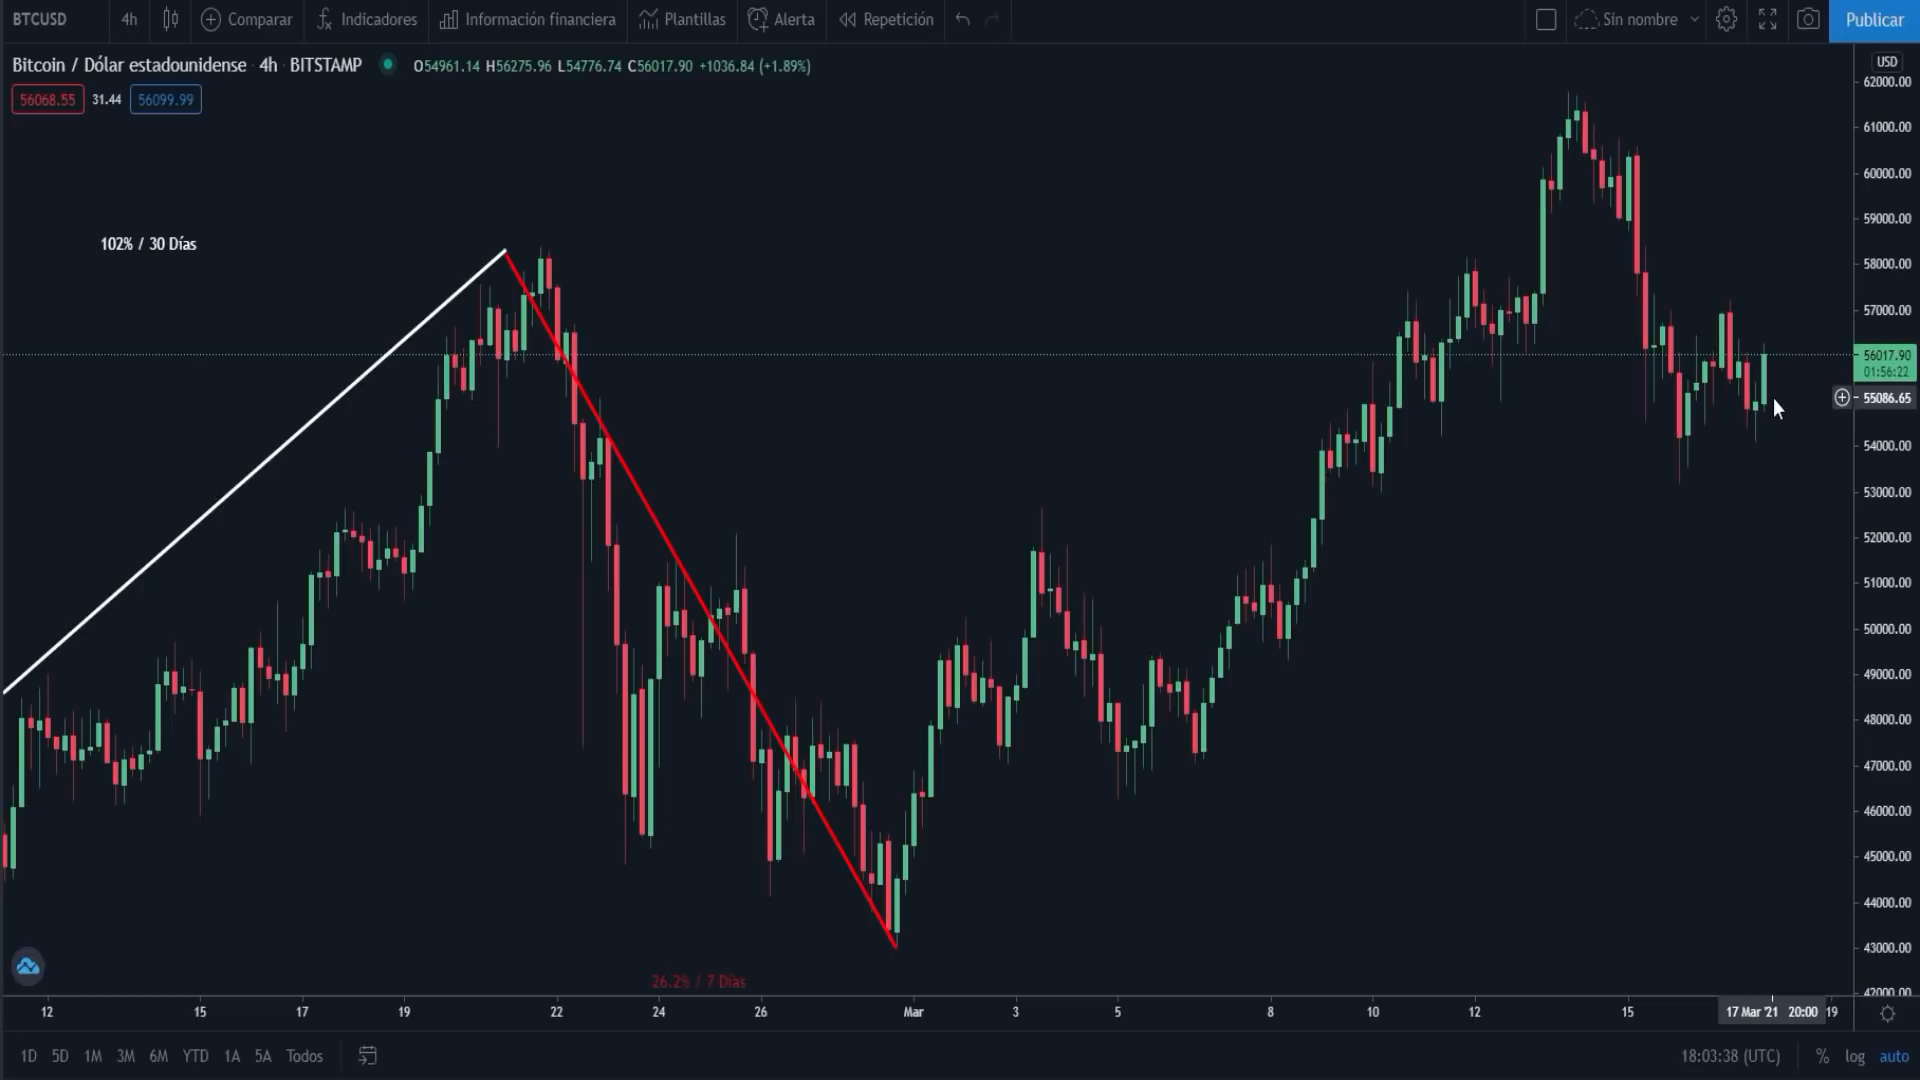 BTCUSD 4h Comparar Indicadores Información financiera Plantillas Alerta Repetición Sin nombre Publicar
Bitcoin / Dólar estadounidense 4h BITSTAMP O54961.14 H56275.96 L54776.74 C56017.90 +1036.84 (+1.89%)
USD
56068.55 31.44 56099.99
62000.00
61000.00
60000.00
59000.00
102% / 30 Días
58000.00
57000.00
56017.90
01:56:22
55086.65
54000.00
53000.00
52000.00
51000.00
50000.00
49000.00
48000.00
47000.00
46000.00
45000.00
44000.00
43000.00
26.2% / 7 Días
42000.00
12 15 17 19 22 24 26 Mar 3 5 8 10 12 15 17 Mar '21 20:00 19
1D 5D 1M 3M 6M YTD 1A 5A Todos 18:03:38 (UTC) % log auto